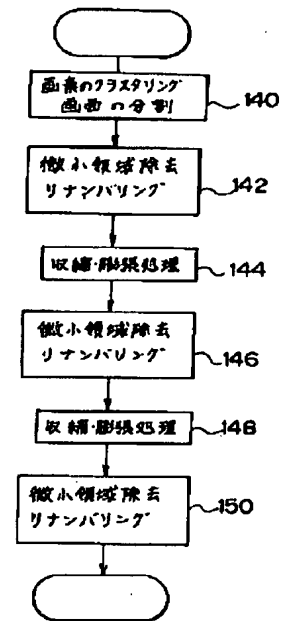 画素のクラスタリング
画面の分割
140
微小領域除去
リナンバリング
142
収縮・膨張処理
144
微小領域除去
リナンバリング
146
収縮・膨張処理
148
微小領域除去
リナンバリング
150